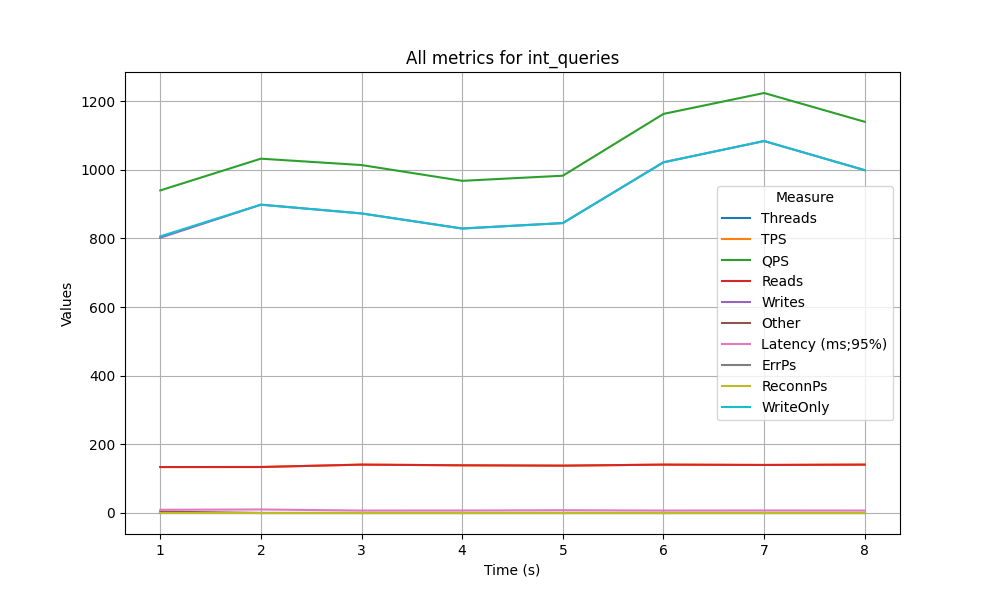 All metrics for int_queries
1200
1000
800
600
400
200
0
Values
Measure
Threads
TPS
QPS
Reads
Writes
Other
Latency (ms;95%)
ErrPs
ReconnPs
WriteOnly
1 2 3 4 5 6 7 8
Time (s)